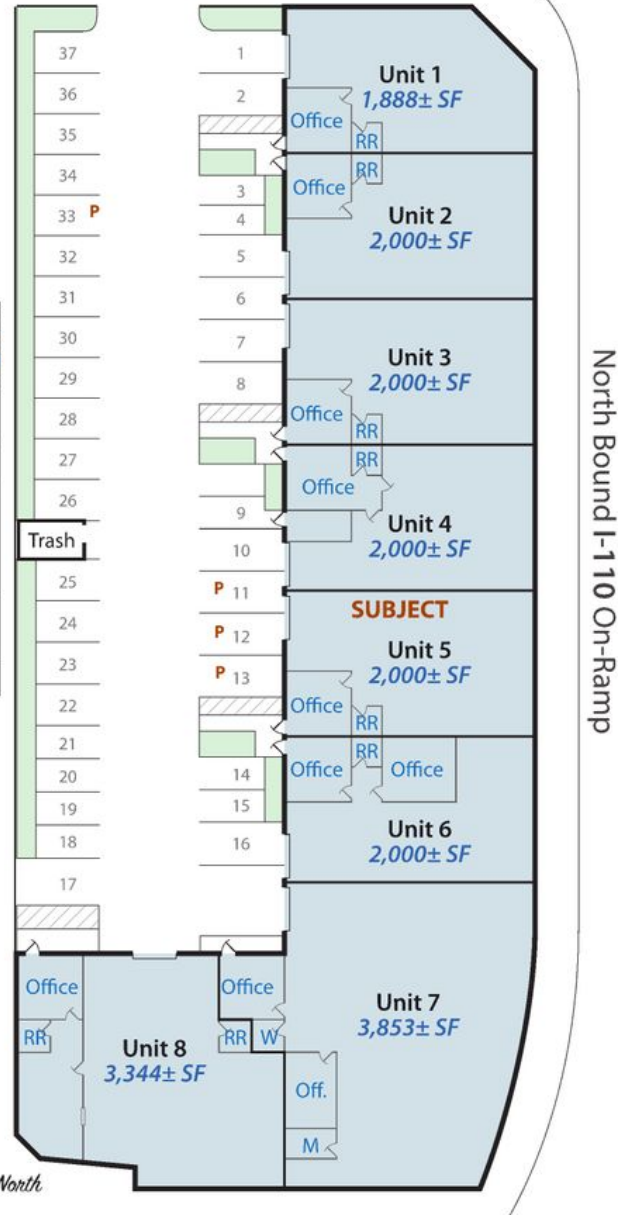 37
36
35
34
33 P
32
31
30
29
28
27
26
Trash
25
24
23
22
21
20
19
18
17
1
2
3
4
5
6
7
8
9
10
P 11
P 12
P 13
14
15
16
Unit 1
1,888± SF
Office
RR
RR
Office
Unit 2
2,000± SF
Unit 3
2,000± SF
Office
RR
RR
Office
Unit 4
2,000± SF
SUBJECT
Unit 5
2,000± SF
Office
RR
RR
Office
Office
Unit 6
2,000± SF
Unit 7
3,853± SF
Office
RR
Office
RR
W
Unit 8
3,344± SF
Off.
M
North
North Bound I-110 On-Ramp